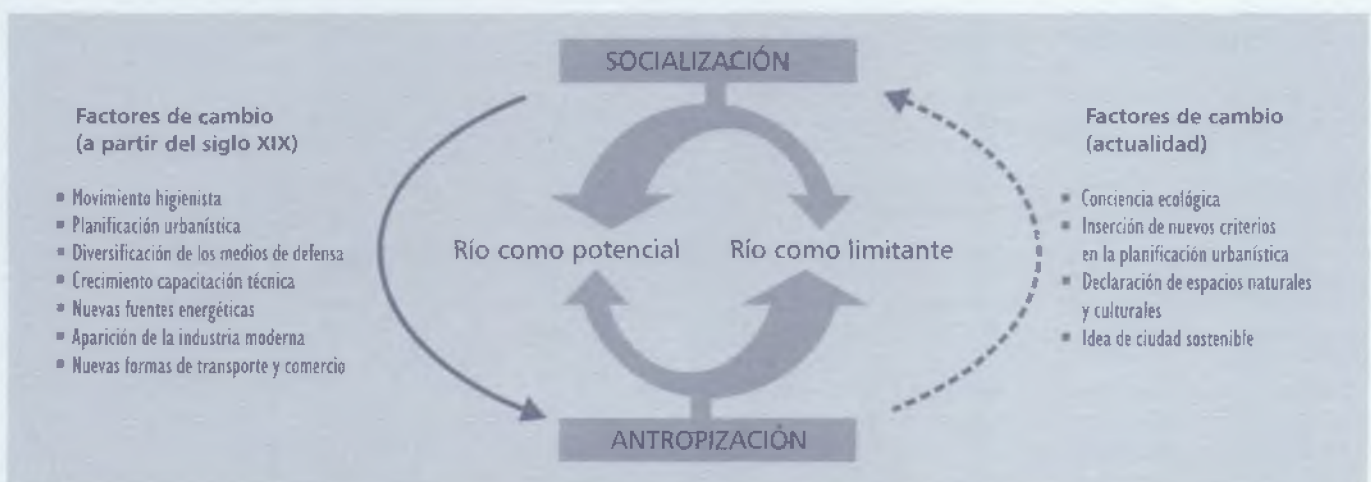 SOCIALIZACIÓN
Factores de cambio
(a partir del siglo XIX)
▪ Movimiento higienista
▪ Planificación urbanística
▪ Diversificación de los medios de defensa
▪ Crecimiento capacitación técnica
▪ Nuevas fuentes energéticas
▪ Aparición de la industria moderna
▪ Nuevas formas de transporte y comercio
Río como potencial
Río como limitante
Factores de cambio
(actualidad)
▪ Conciencia ecológica
▪ Inserción de nuevos criterios
en la planificación urbanística
▪ Declaración de espacios naturales
y culturales
▪ Idea de ciudad sostenible
ANTROPIZACIÓN